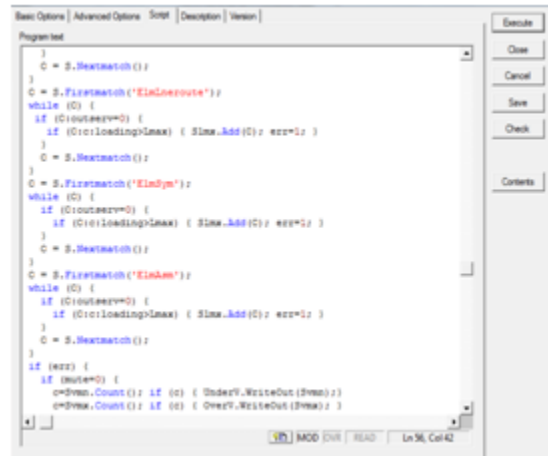 Basic Options Advanced Options Script Description Version
Execute
Program text
Close
Cancel
Save
Check
Contents
}
C = S.Nextmatch();
}
C = S.Firstmatch('ElmLneroute');
while (C) {
if (C:outserv=0) {
if (C:c:loading>Lmax) { Slmx.Add(C); err=1; }
}
C = S.Nextmatch();
}
C = S.Firstmatch('ElmSym');
while (C) {
if (C:outserv=0) {
if (C:c:loading>Lmax) { Slmx.Add(C); err=1; }
}
C = S.Nextmatch();
}
C = S.Firstmatch('ElmAsm');
while (C) {
if (C:outserv=0) {
if (C:c:loading>Lmax) { Slmx.Add(C); err=1; }
}
C = S.Nextmatch();
}
if (err) {
if (mute=0) {
c=Svmn.Count(); if (c) { UnderV.WriteOut(Svmn);}
c=Svmx.Count(); if (c) { OverV.WriteOut(Svmx); }
MOD OVR READ Ln 56, Col 42